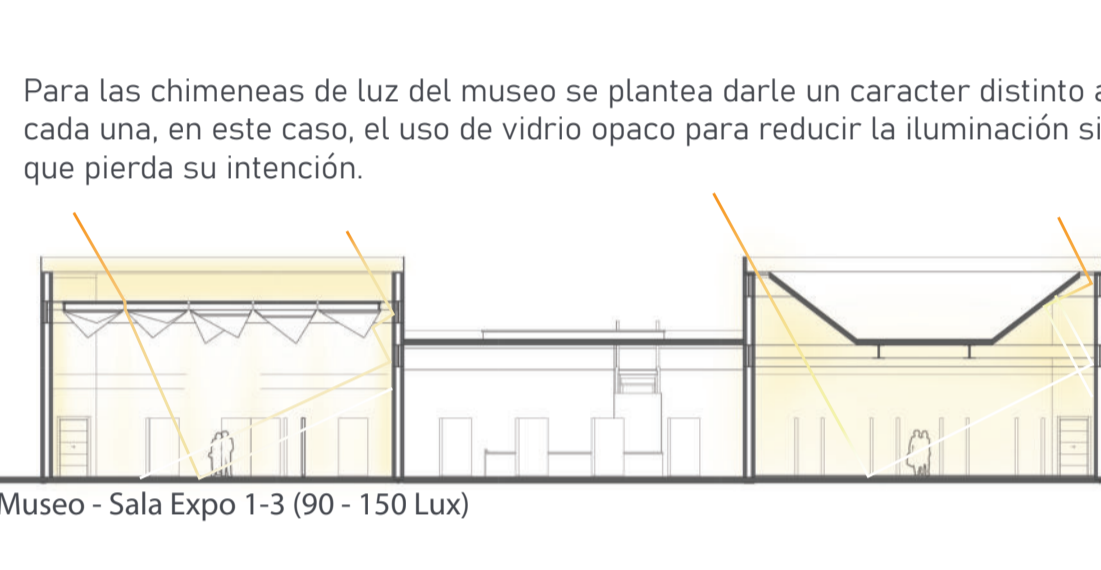 Para las chimeneas de luz del museo se plantea darle un caracter distinto a
cada una, en este caso, el uso de vidrio opaco para reducir la iluminación si
que pierda su intención.
Museo - Sala Expo 1-3 (90 - 150 Lux)